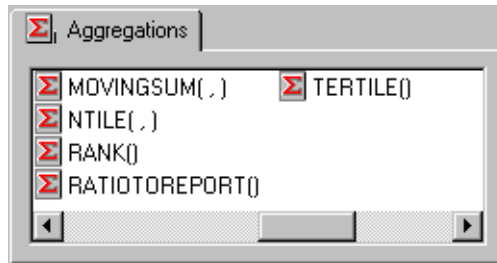 Aggregations
MOVINGSUM( , ) TERTILE()
NTILE( , )
RANK()
RATIOTOREPORT()